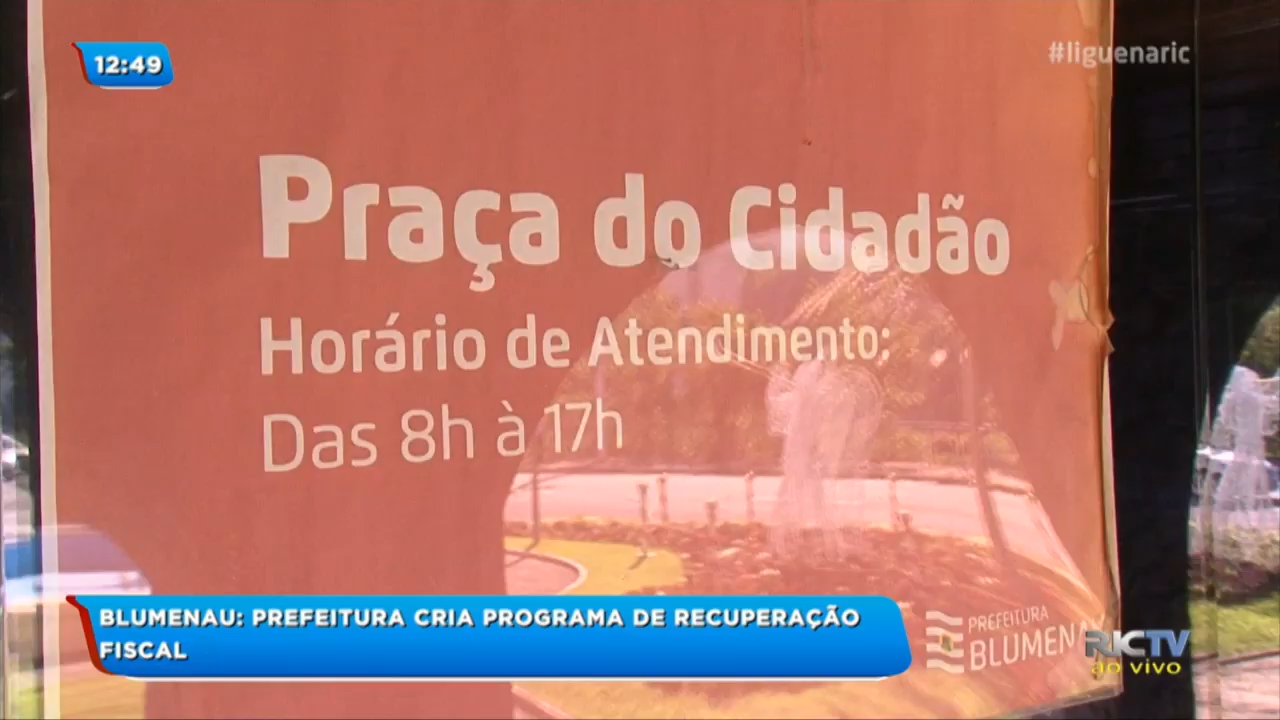 12:49
#liguenaric
Praça do Cidadão
Horário de Atendimento:
Das 8h à 17h
BLUMENAU: PREFEITURA CRIA PROGRAMA DE RECUPERAÇÃO
FISCAL
PREFEITURA
BLUMENA
RICTV
ao vivo